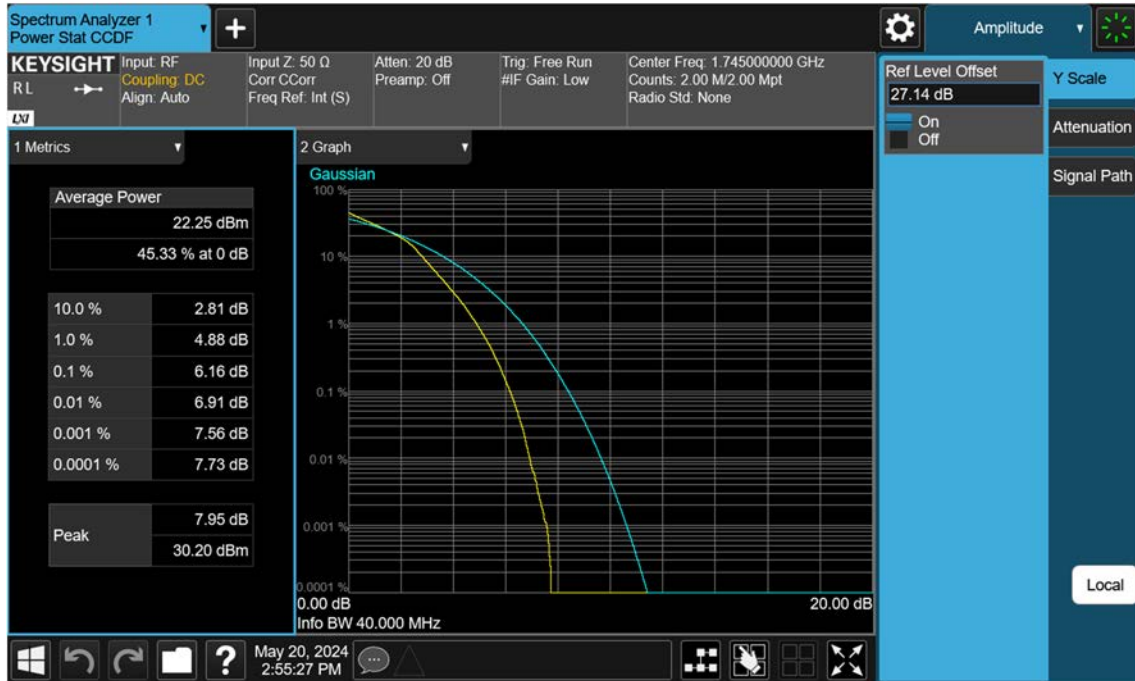 Spectrum Analyzer 1
Power Stat CCDF
+
Amplitude
KEYSIGHT
R L
LXI
Input: RF
Coupling: DC
Align: Auto
Input Z: 50 Ω
Corr CCorr
Freq Ref: Int (S)
Atten: 20 dB
Preamp: Off
Trig: Free Run
#IF Gain: Low
Center Freq: 1.745000000 GHz
Counts: 2.00 M/2.00 Mpt
Radio Std: None
Ref Level Offset
27.14 dB
On
Off
Y Scale
Attenuation
Signal Path
Local
1 Metrics
Average Power
22.25 dBm
45.33 % at 0 dB
10.0 % 2.81 dB
1.0 % 4.88 dB
0.1 % 6.16 dB
0.01 % 6.91 dB
0.001 % 7.56 dB
0.0001 % 7.73 dB
Peak
7.95 dB
30.20 dBm
2 Graph
Gaussian
100 %
10 %
1 %
0.1 %
0.01 %
0.001 %
0.0001 %
0.00 dB 20.00 dB
Info BW 40.000 MHz
?
May 20, 2024
2:55:27 PM